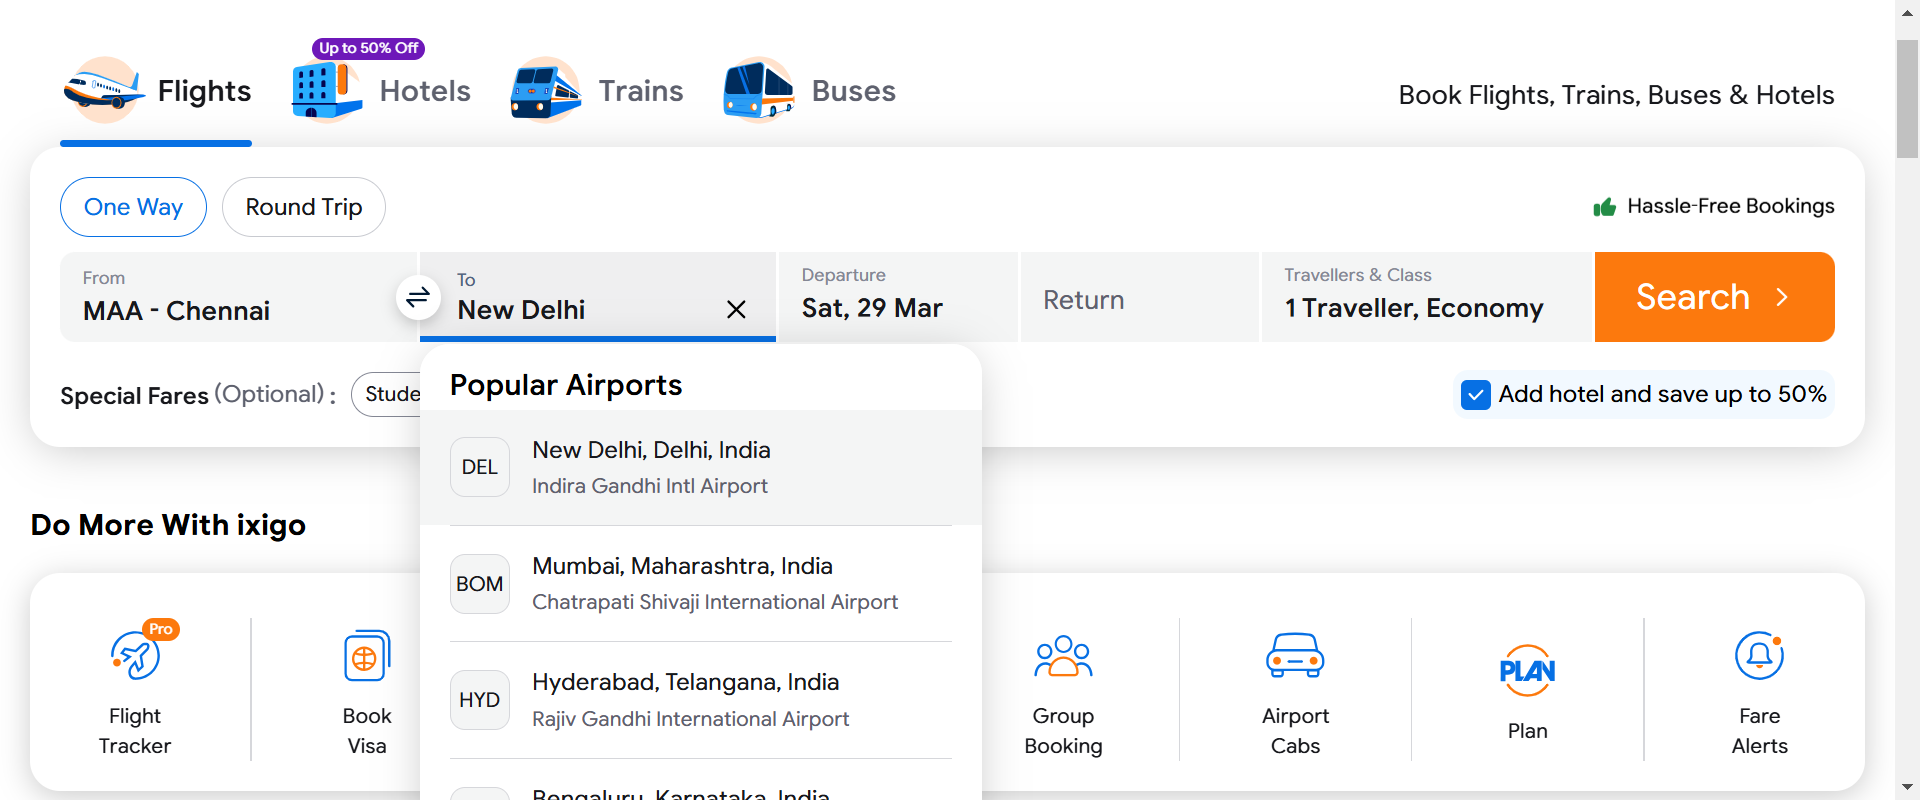 Up to 50% Off
Flights
Hotels
Trains
Buses
Book Flights, Trains, Buses & Hotels
One Way
Round Trip
Hassle-Free Bookings
From
MAA - Chennai
To
New Delhi
Departure
Sat, 29 Mar
Return
Travellers & Class
1 Traveller, Economy
Search
Special Fares (Optional) :
Stude
Add hotel and save up to 50%
Popular Airports
DEL
New Delhi, Delhi, India
Indira Gandhi Intl Airport
BOM
Mumbai, Maharashtra, India
Chatrapati Shivaji International Airport
HYD
Hyderabad, Telangana, India
Rajiv Gandhi International Airport
Bengaluru, Karnataka, India
Do More With ixigo
Pro
Flight
Tracker
Book
Visa
Group
Booking
Airport
Cabs
PLAN
Plan
Fare
Alerts